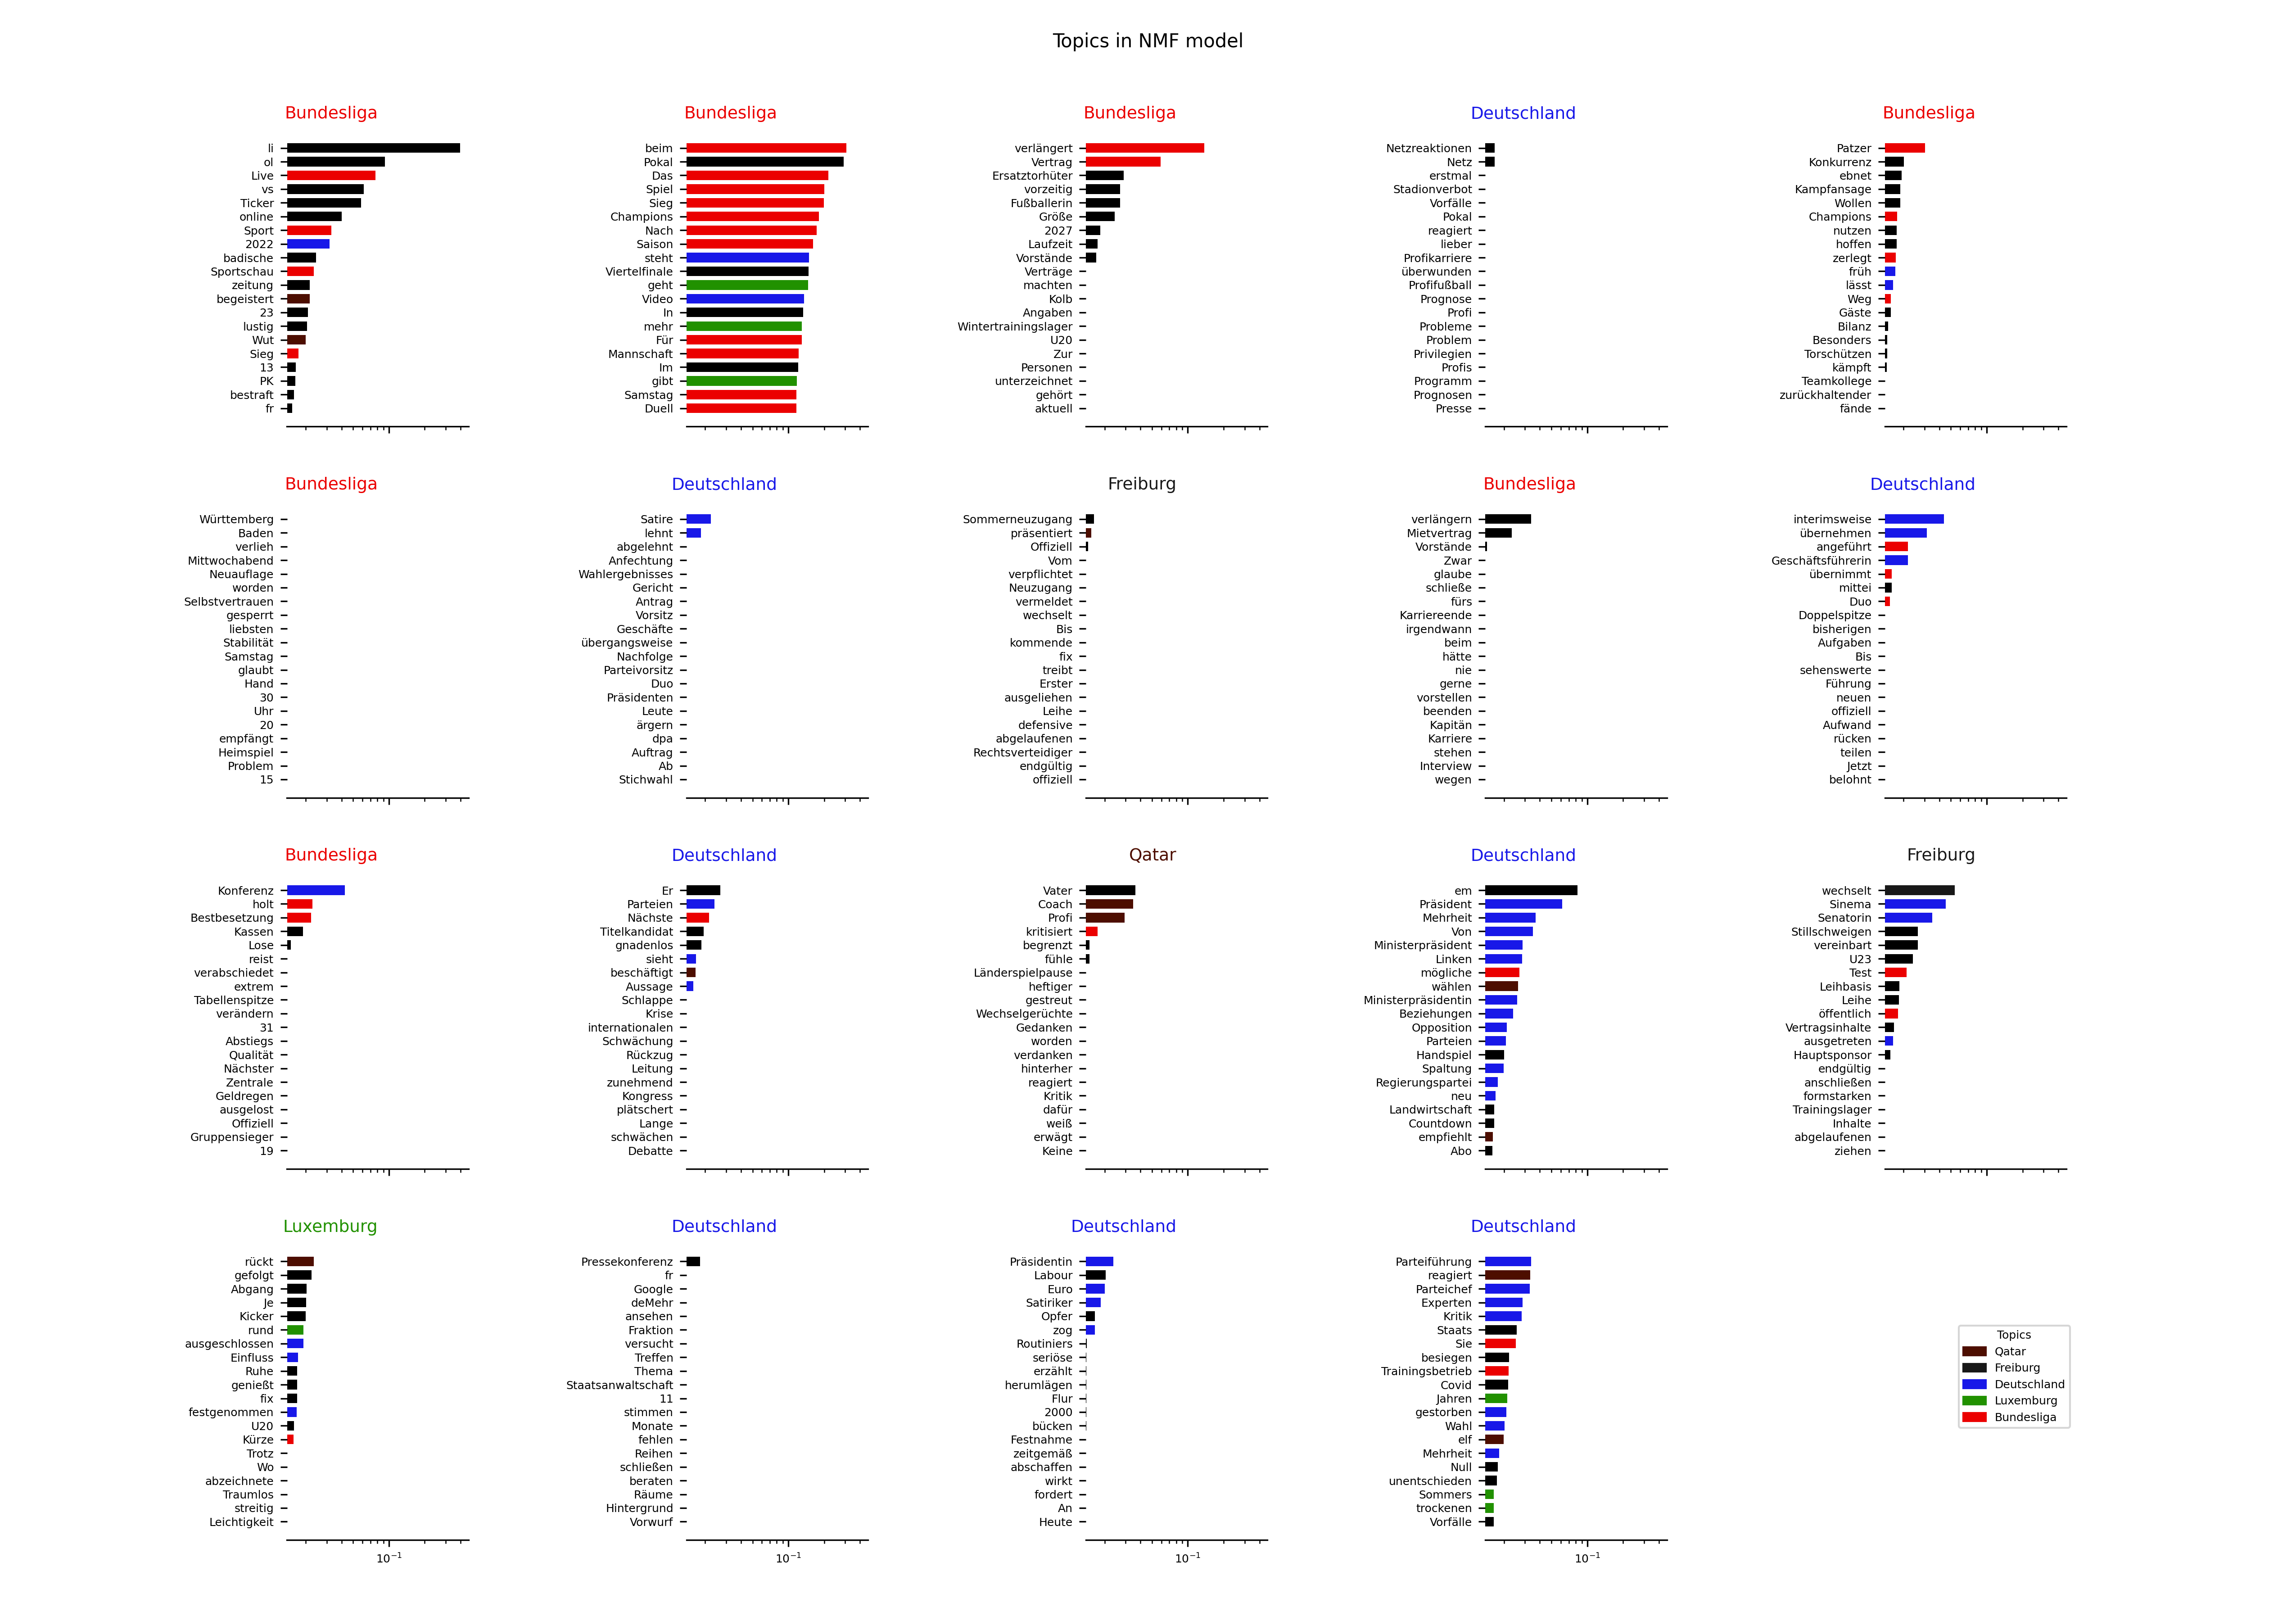 Topics in NMF model
Bundesliga
li
ol
Live
vs
Ticker
online
Sport
2022
badische
Sportschau
zeitung
begeistert
23
lustig
Wut
Sieg
13
PK
bestraft
fr
Bundesliga
beim
Pokal
Das
Spiel
Sieg
Champions
Nach
Saison
steht
Viertelfinale
geht
Video
In
mehr
Für
Mannschaft
Im
gibt
Samstag
Duell
Bundesliga
verlängert
Vertrag
Ersatztorhüter
vorzeitig
Fußballerin
Größe
2027
Laufzeit
Vorstände
Verträge
machten
Kolb
Angaben
Wintertrainingslager
U20
Zur
Personen
unterzeichnet
gehört
aktuell
Deutschland
Netzreaktionen
Netz
erstmal
Stadionverbot
Vorfälle
Pokal
reagiert
lieber
Profikarriere
überwunden
Profifußball
Prognose
Profi
Probleme
Problem
Privilegien
Profis
Programm
Prognosen
Presse
Bundesliga
Patzer
Konkurrenz
ebnet
Kampfansage
Wollen
Champions
nutzen
hoffen
zerlegt
früh
lässt
Weg
Gäste
Bilanz
Besonders
Torschützen
kämpft
Teamkollege
zurückhaltender
fände
Bundesliga
Württemberg
Baden
verlieh
Mittwochabend
Neuauflage
worden
Selbstvertrauen
gesperrt
liebsten
Stabilität
Samstag
glaubt
Hand
30
Uhr
20
empfängt
Heimspiel
Problem
15
Deutschland
Satire
lehnt
abgelehnt
Anfechtung
Wahlergebnisses
Gericht
Antrag
Vorsitz
Geschäfte
übergangsweise
Nachfolge
Parteivorsitz
Duo
Präsidenten
Leute
ärgern
dpa
Auftrag
Ab
Stichwahl
Freiburg
Sommerneuzugang
präsentiert
Offiziell
Vom
verpflichtet
Neuzugang
vermeldet
wechselt
Bis
kommende
fix
treibt
Erster
ausgeliehen
Leihe
defensive
abgelaufenen
Rechtsverteidiger
endgültig
offiziell
Bundesliga
verlängern
Mietvertrag
Vorstände
Zwar
glaube
schließe
fürs
Karriereende
irgendwann
beim
hätte
nie
gerne
vorstellen
beenden
Kapitän
Karriere
stehen
Interview
wegen
Deutschland
interimsweise
übernehmen
angeführt
Geschäftsführerin
übernimmt
mittei
Duo
Doppelspitze
bisherigen
Aufgaben
Bis
sehenswerte
Führung
neuen
offiziell
Aufwand
rücken
teilen
Jetzt
belohnt
Bundesliga
Konferenz
holt
Bestbesetzung
Kassen
Lose
reist
verabschiedet
extrem
Tabellenspitze
verändern
31
Abstiegs
Qualität
Nächster
Zentrale
Geldregen
ausgelost
Offiziell
Gruppensieger
19
Deutschland
Er
Parteien
Nächste
Titelkandidat
gnadenlos
sieht
beschäftigt
Aussage
Schlappe
Krise
internationalen
Schwächung
Rückzug
Leitung
zunehmend
Kongress
plätschert
Lange
schwächen
Debatte
Qatar
Vater
Coach
Profi
kritisiert
begrenzt
fühle
Länderspielpause
heftiger
gestreut
Wechselgerüchte
Gedanken
worden
verdanken
hinterher
reagiert
Kritik
dafür
weiß
erwägt
Keine
Deutschland
em
Präsident
Mehrheit
Von
Ministerpräsident
Linken
mögliche
wählen
Ministerpräsidentin
Beziehungen
Opposition
Parteien
Handspiel
Spaltung
Regierungspartei
neu
Landwirtschaft
Countdown
empfiehlt
Abo
Freiburg
wechselt
Sinema
Senatorin
Stillschweigen
vereinbart
U23
Test
Leihbasis
Leihe
öffentlich
Vertragsinhalte
ausgetreten
Hauptsponsor
endgültig
anschließen
formstarken
Trainingslager
Inhalte
abgelaufenen
ziehen
Luxemburg
rückt
gefolgt
Abgang
Je
Kicker
rund
ausgeschlossen
Einfluss
Ruhe
genießt
fix
festgenommen
U20
Kürze
Trotz
Wo
abzeichnete
Traumlos
streitig
Leichtigkeit
10⁻¹
Deutschland
Pressekonferenz
fr
Google
deMehr
ansehen
Fraktion
versucht
Treffen
Thema
Staatsanwaltschaft
11
stimmen
Monate
fehlen
Reihen
schließen
beraten
Räume
Hintergrund
Vorwurf
10⁻¹
Deutschland
Präsidentin
Labour
Euro
Satiriker
Opfer
zog
Routiniers
seriöse
erzählt
herumlägen
Flur
2000
bücken
Festnahme
zeitgemäß
abschaffen
wirkt
fordert
An
Heute
10⁻¹
Deutschland
Parteiführung
reagiert
Parteichef
Experten
Kritik
Staats
Sie
besiegen
Trainingsbetrieb
Covid
Jahren
gestorben
Wahl
elf
Mehrheit
Null
unentschieden
Sommers
trockenen
Vorfälle
10⁻¹
Topics
Qatar
Freiburg
Deutschland
Luxemburg
Bundesliga